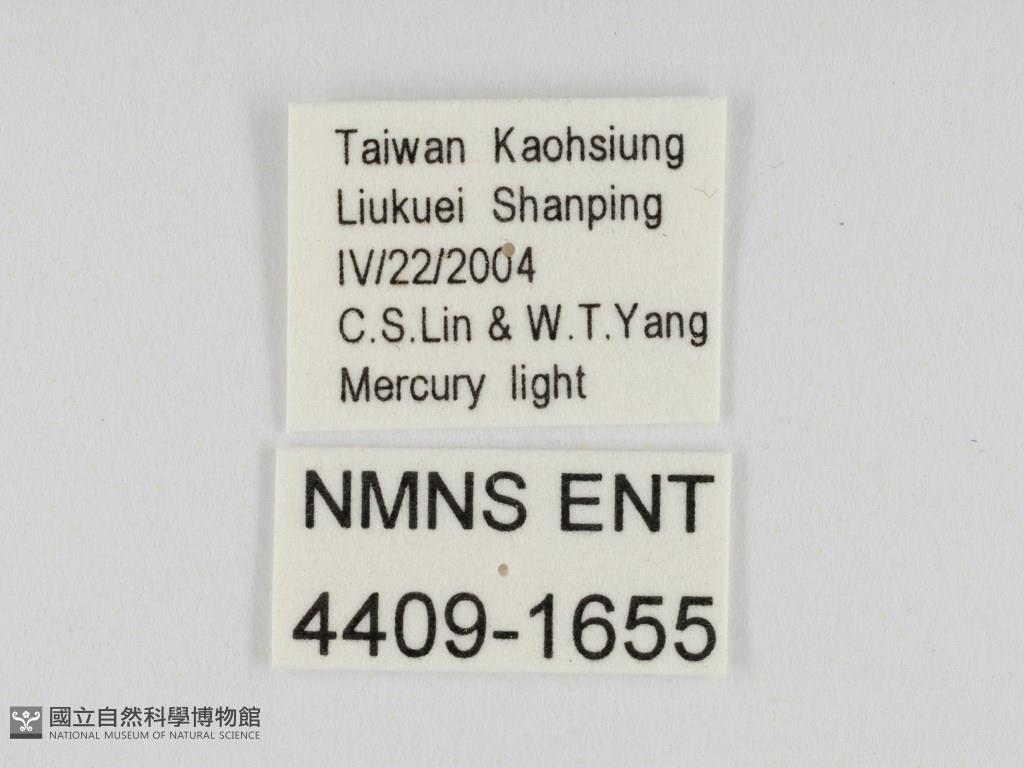 Taiwan Kaohsiung
Liukuei Shanping
IV/22/2004
C.S.Lin & W.T.Yang
Mercury light
NMNS ENT
4409-1655
國立自然科學博物館
NATIONAL MUSEUM OF NATURAL SCIENCE